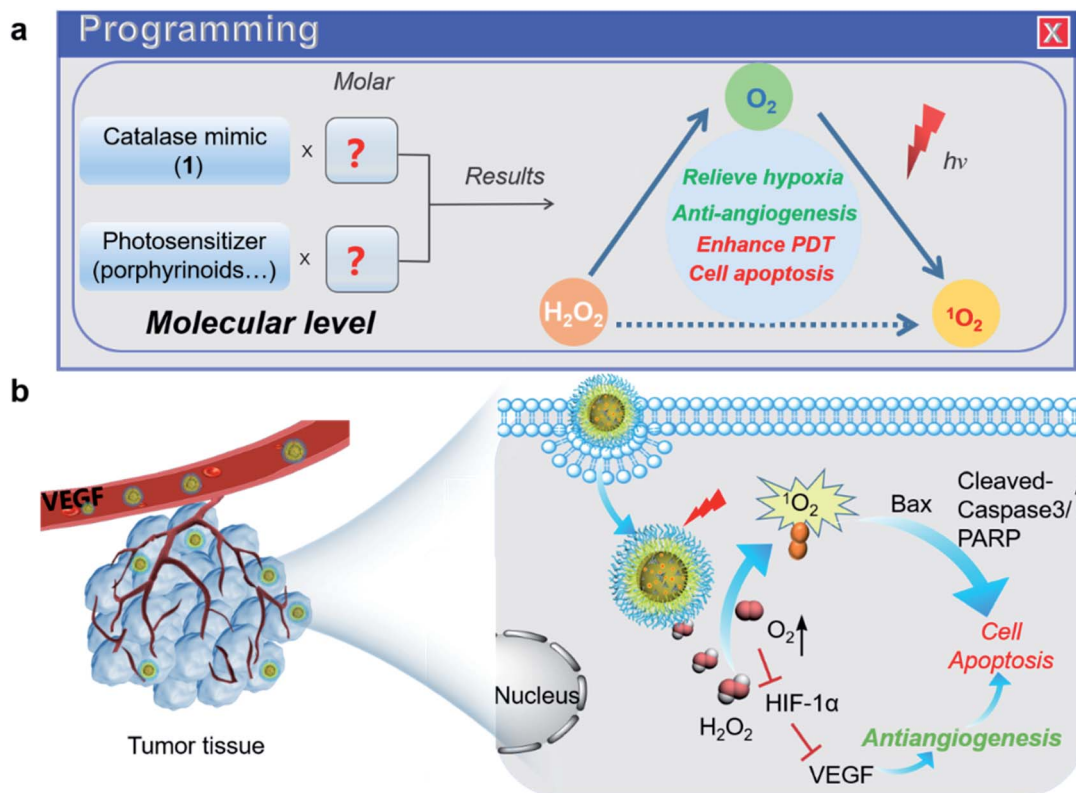 a
Programming
X
Molar
Catalase mimic
(1)
x
?
Results
Photosensitizer
(porphyrinoids...)
x
?
Molecular level
O₂
hν
Relieve hypoxia
Anti-angiogenesis
Enhance PDT
Cell apoptosis
H₂O₂
¹O₂
b
VEGF
Tumor tissue
Nucleus
¹O₂
Bax
Cleaved-
Caspase3/
PARP
O₂
H₂O₂
HIF-1α
VEGF
Antiangiogenesis
Cell
Apoptosis